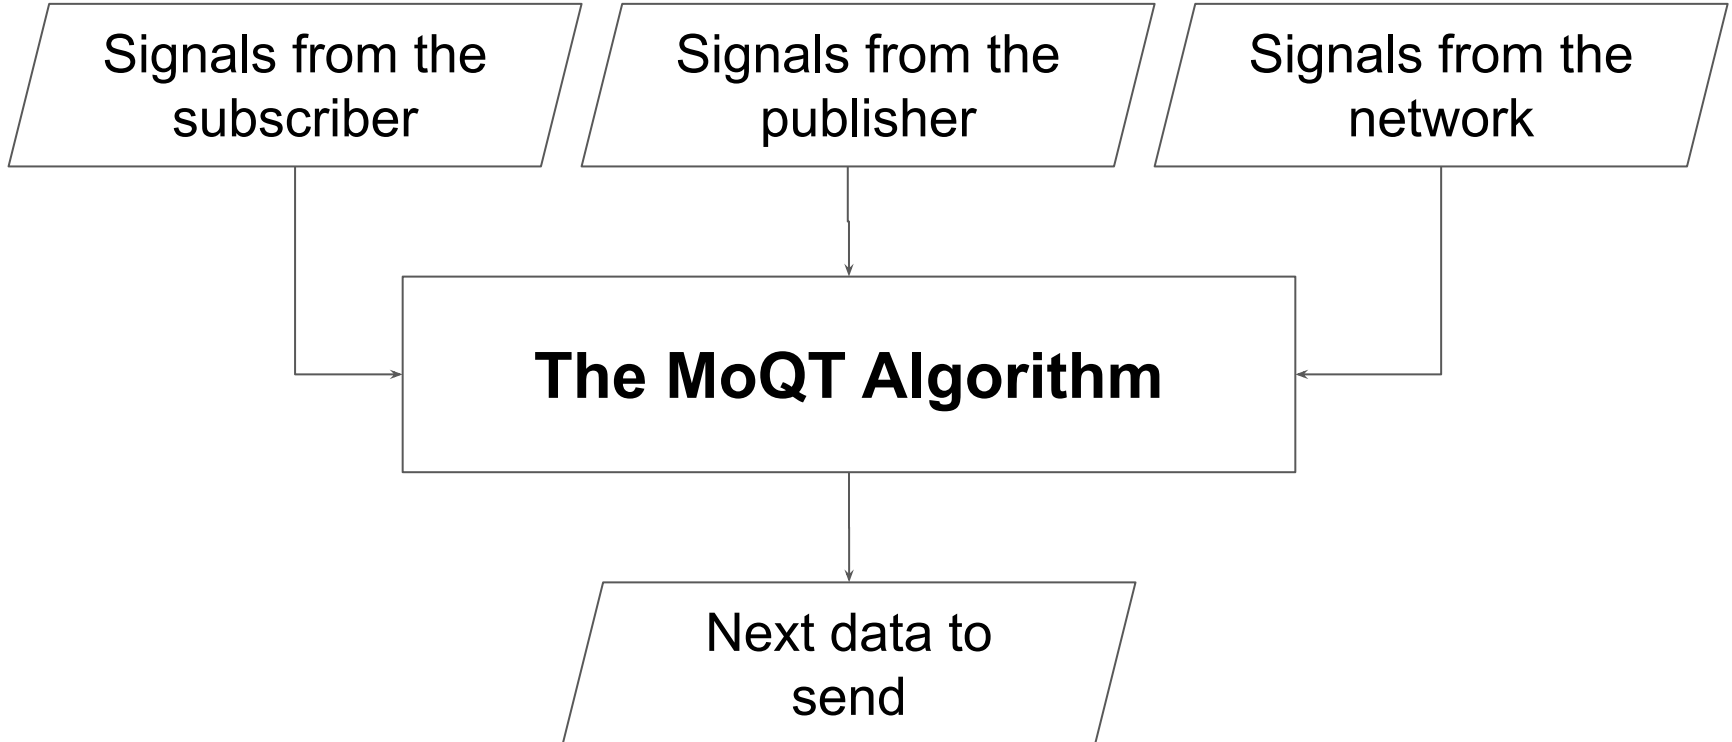 Signals from the
subscriber
Signals from the
publisher
Signals from the
network
The MoQT Algorithm
Next data to
send